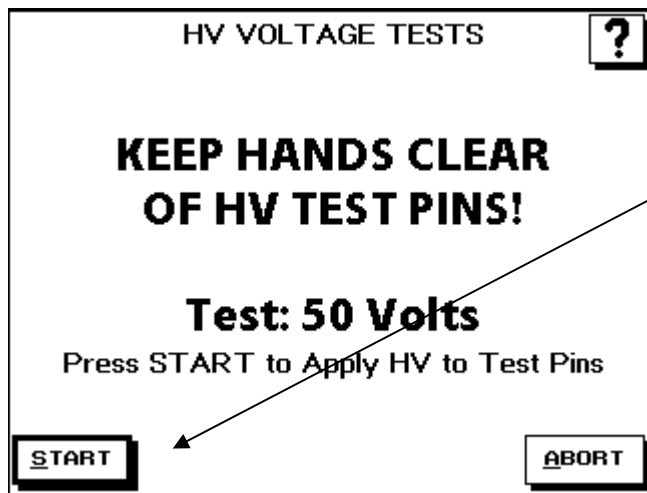 HV VOLTAGE TESTS
?
KEEP HANDS CLEAR
OF HV TEST PINS!
Test: 50 Volts
Press START to Apply HV to Test Pins
START
ABORT